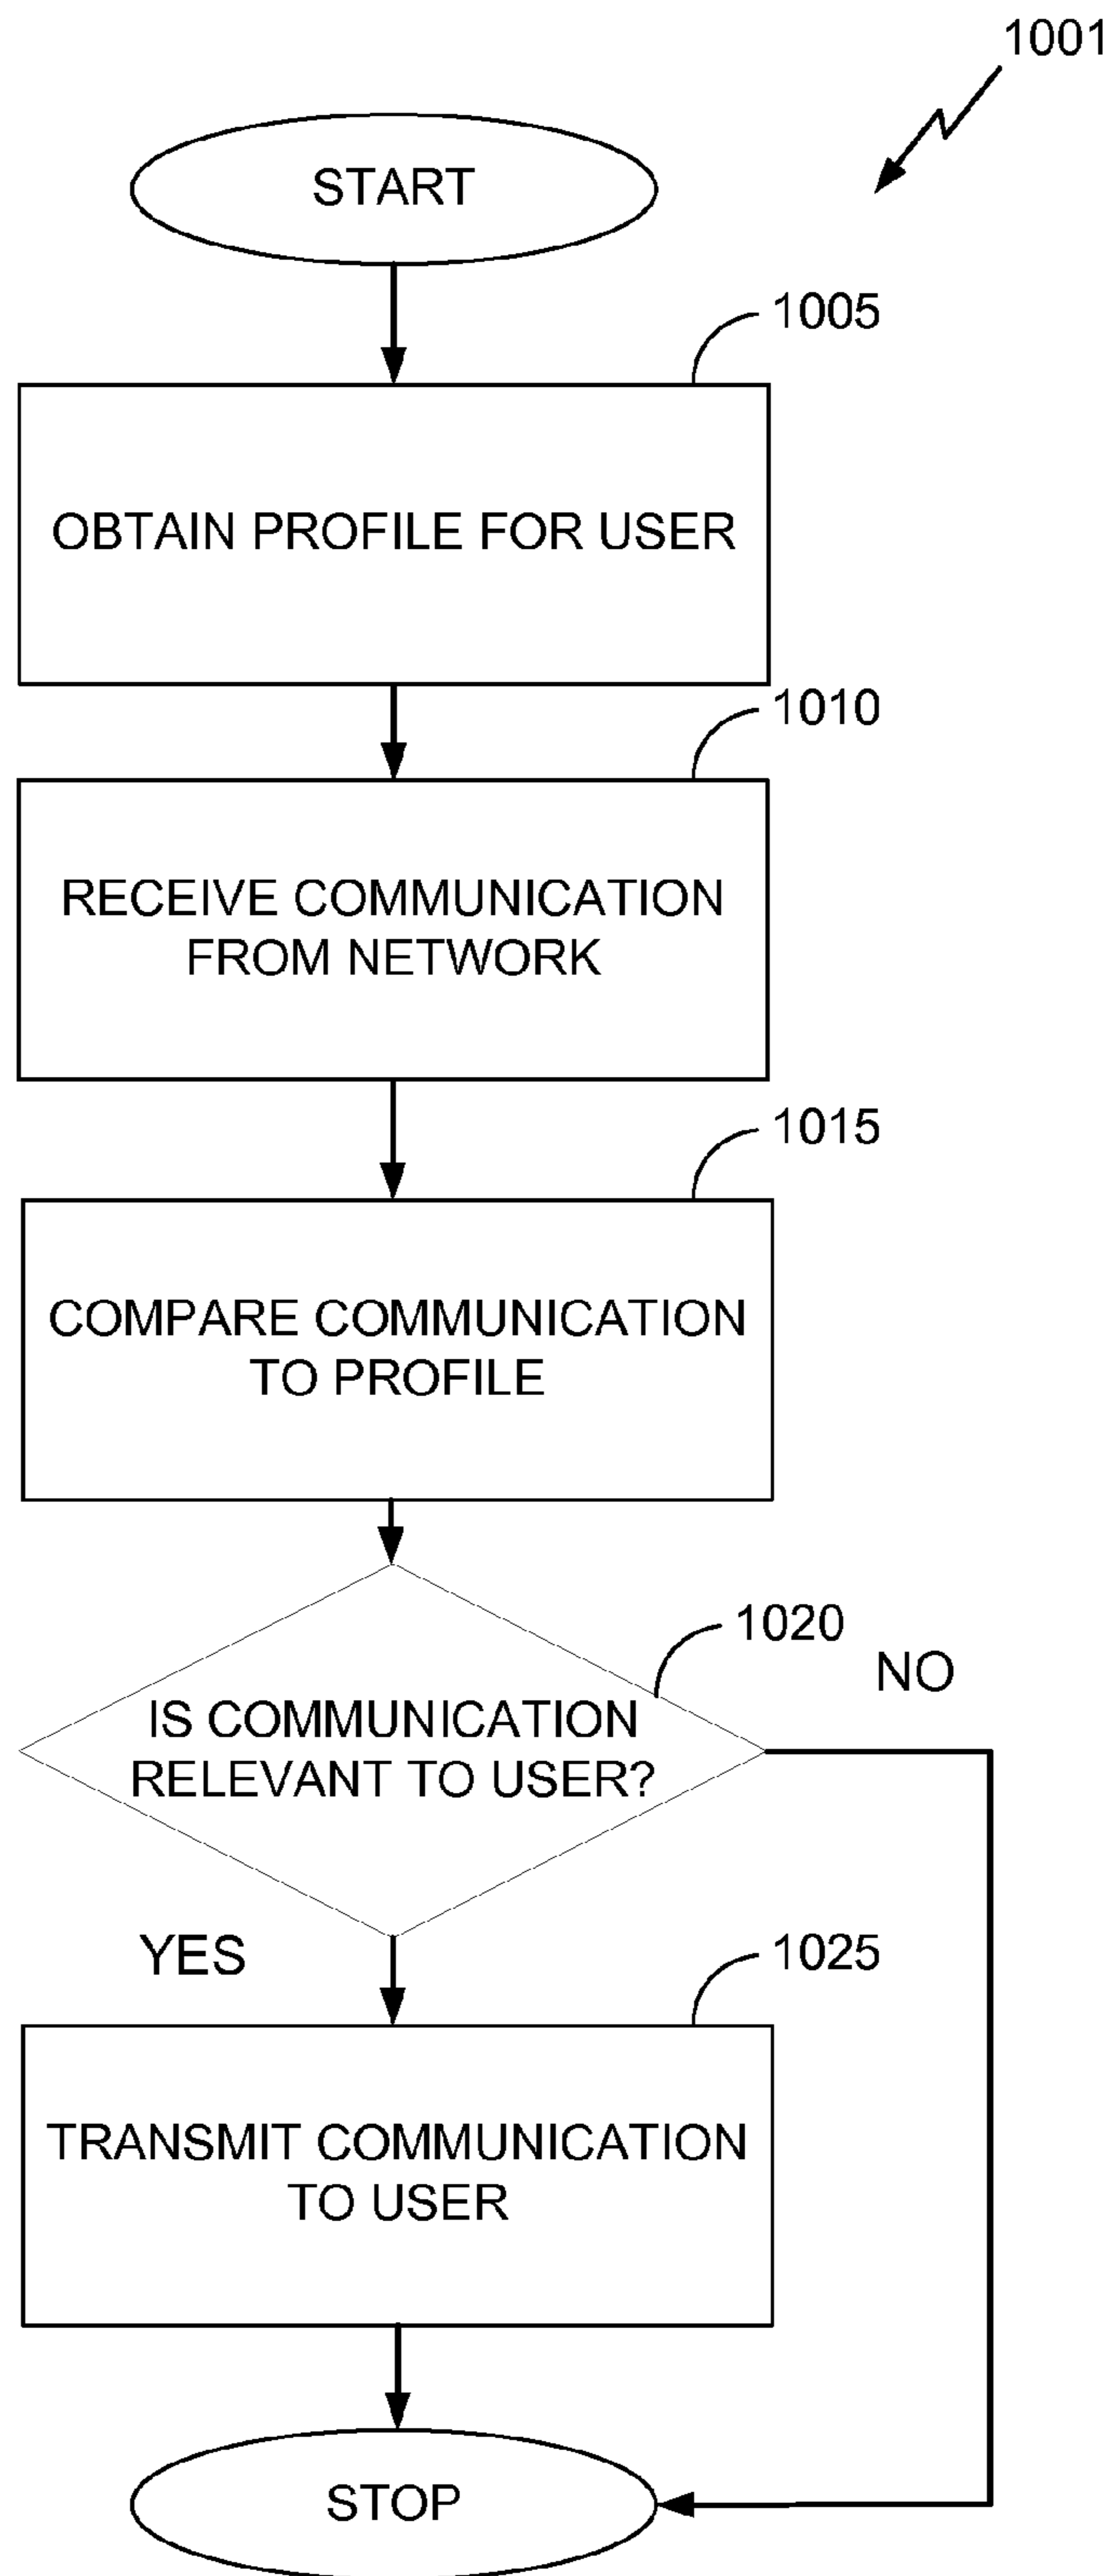 1001
START
1005
OBTAIN PROFILE FOR USER
1010
RECEIVE COMMUNICATION
FROM NETWORK
1015
COMPARE COMMUNICATION
TO PROFILE
1020
NO
IS COMMUNICATION
RELEVANT TO USER?
YES
1025
TRANSMIT COMMUNICATION
TO USER
STOP